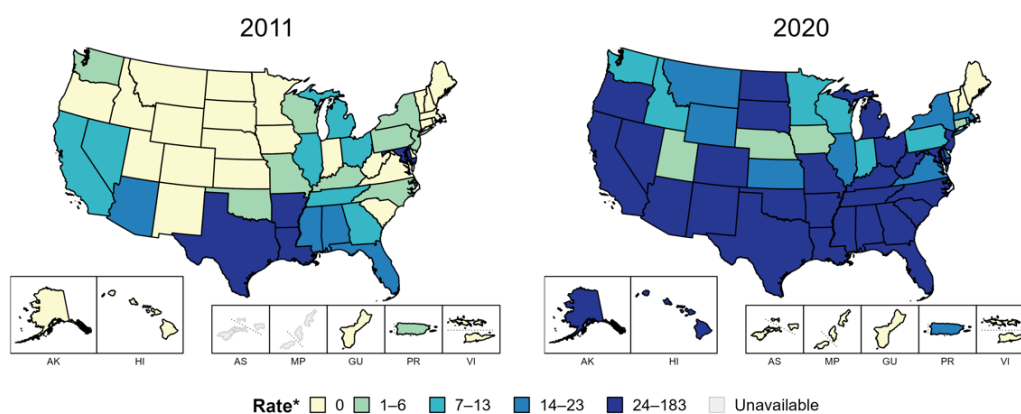 2011
2020
AK
HI
AS
MP
GU
PR
VI
AK
HI
AS
MP
GU
PR
VI
Rate* 0 1–6 7–13 14–23 24–183 Unavailable